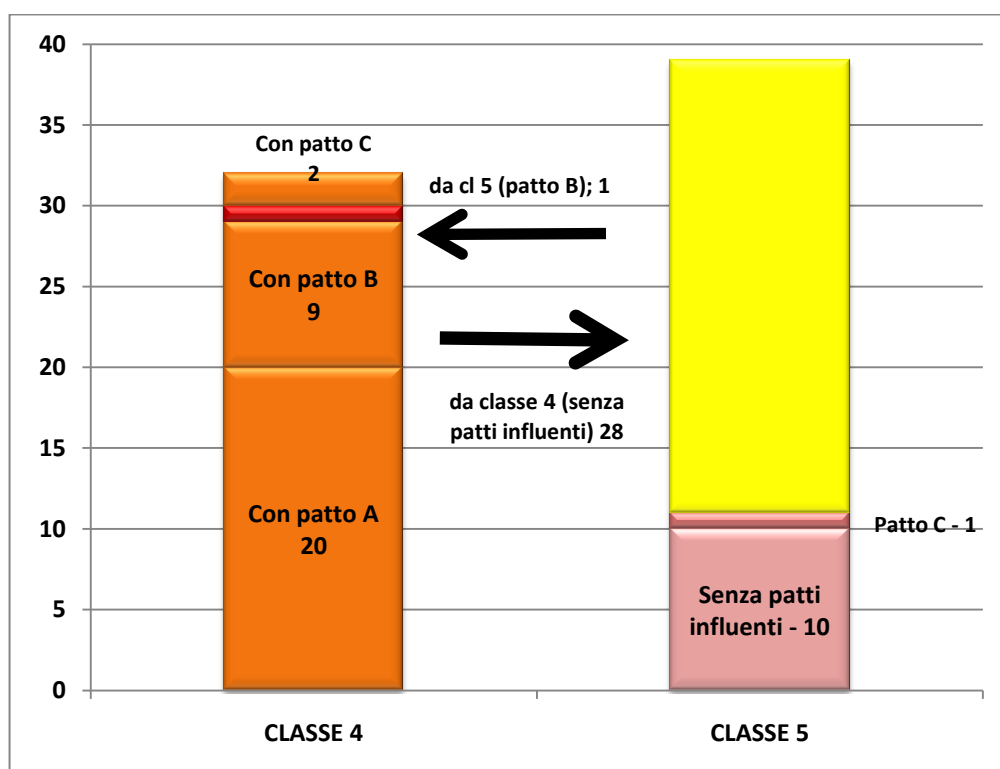 40
35
30
25
20
15
10
5
0
Con patto C
2
da cl 5 (patto B); 1
Con patto B
9
da classe 4 (senza
patti influenti) 28
Con patto A
20
Patto C - 1
Senza patti
influenti - 10
CLASSE 4
CLASSE 5